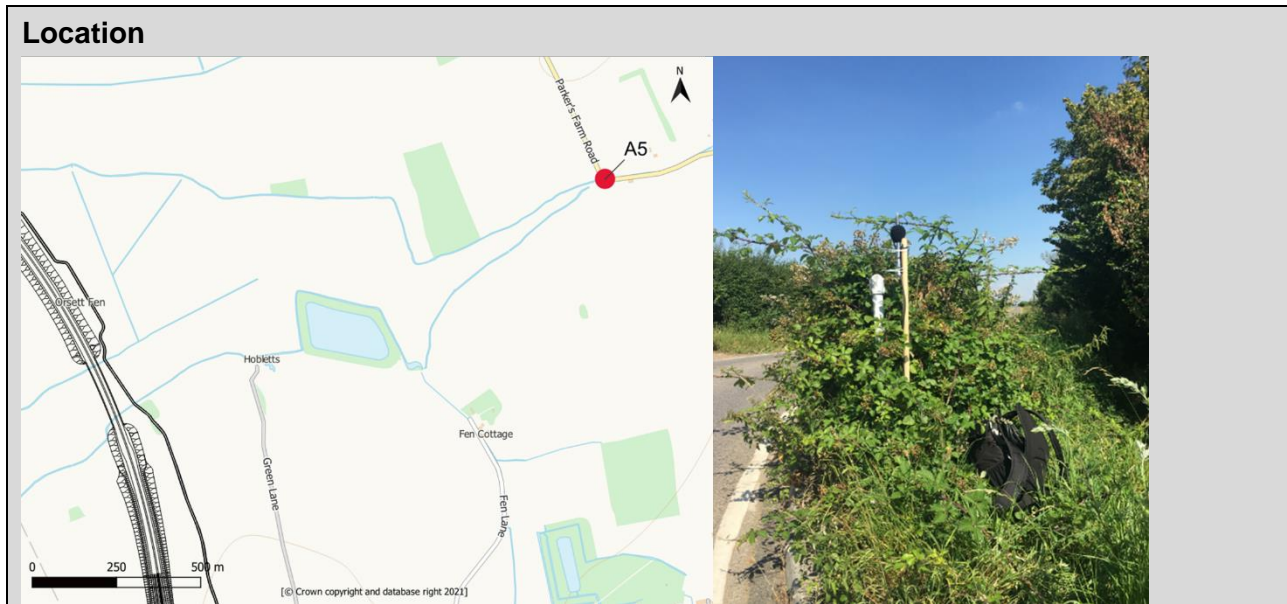 Location
N
Parker's Farm Road
A5
Orsett Fen
Hobletts
Fen Cottage
Green Lane
Fen Lane
0 250 500 m
[© Crown copyright and database right 2021]